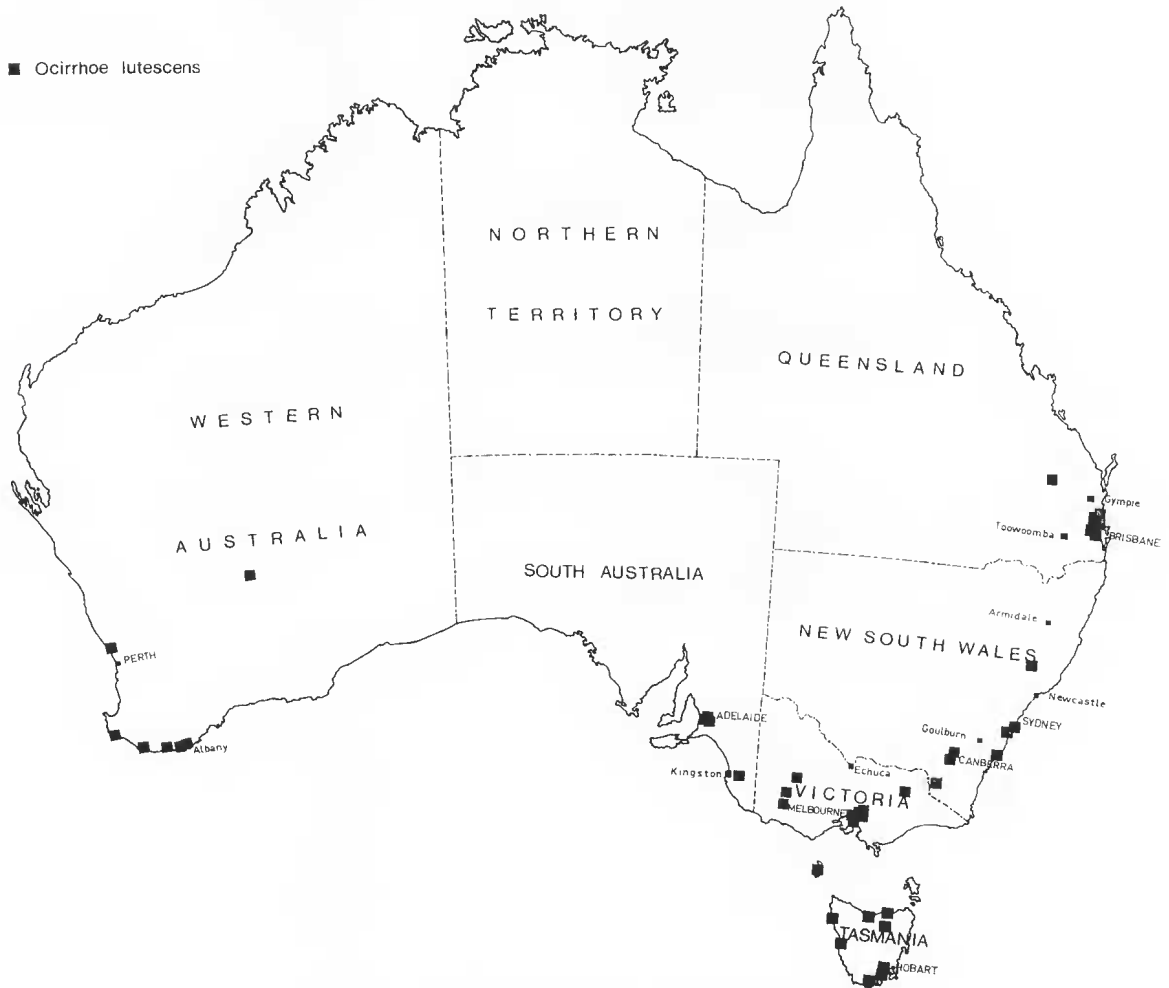 Ocirrhoe lutescens
NORTHERN
TERRITORY
QUEENSLAND
WESTERN
AUSTRALIA
SOUTH AUSTRALIA
NEW SOUTH WALES
VICTORIA
TASMANIA
Gympie
Toowoomba
BRISBANE
Armidale
Newcastle
SYDNEY
Goulburn
CANBERRA
PERTH
Albany
ADELAIDE
Kingston
Echuca
MELBOURNE
HOBART